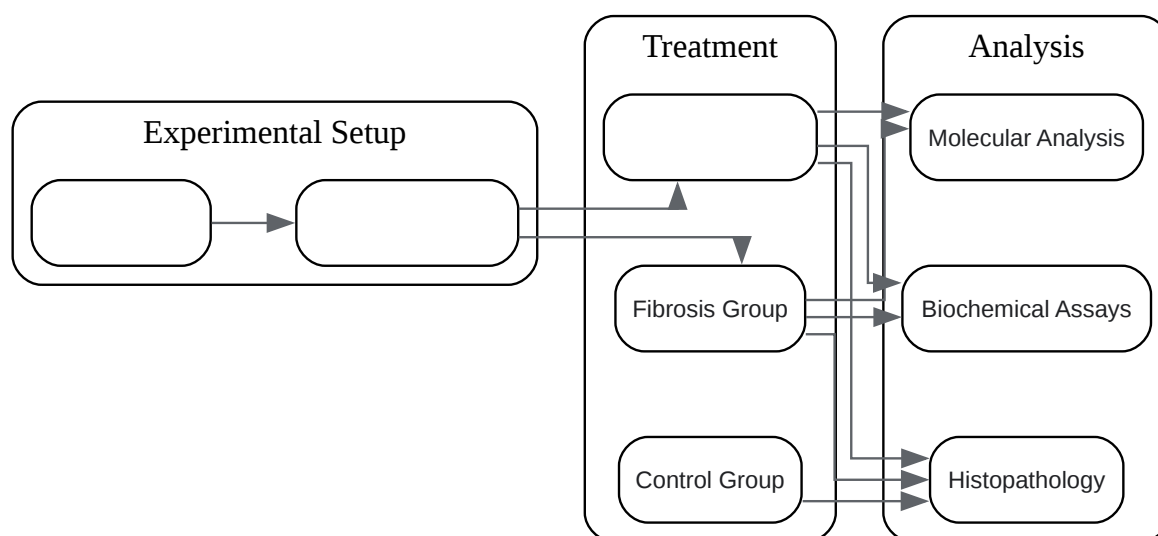 Experimental Setup
Treatment
Fibrosis Group
Control Group
Analysis
Molecular Analysis
Biochemical Assays
Histopathology